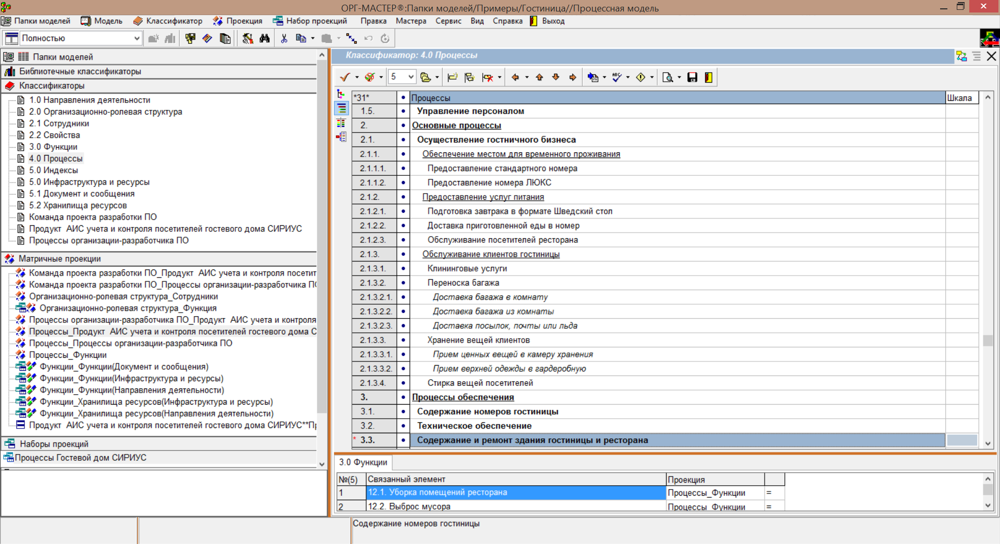 ОРГ-МАСТЕР®:Папки моделей/Примеры/Гостиница//Процессная модель
Папки моделей Модель Классификатор Проекция Набор проекций Правка Мастера Сервис Вид Справка Выход
Полностью
Папки моделей
Библиотечные классификаторы
Классификаторы
1.0 Направления деятельности
2.0 Организационно-ролевая структура
2.1 Сотрудники
2.2 Свойства
3.0 Функции
4.0 Процессы
5.0 Индексы
5.0 Инфраструктура и ресурсы
5.1 Документ и сообщения
5.2 Хранилища ресурсов
Команда проекта разработки ПО
Продукт АИС учета и контроля посетителей гостевого дома СИРИУС
Процессы организации-разработчика ПО
Матричные проекции
Команда проекта разработки ПО_Продукт АИС учета и контроля посетит
Команда проекта разработки ПО_Процессы организации-разработчика ПО
Организационно-ролевая структура_Сотрудники
Организационно-ролевая структура_Функция
Процессы организации-разработчика ПО_Продукт АИС учета и контроля
Процессы_Продукт АИС учета и контроля посетителей гостевого дома С
Процессы_Процессы организации-разработчика ПО
Процессы_Функции
Функции_Функции(Документ и сообщения)
Функции_Функции(Инфраструктура и ресурсы)
Функции_Функции(Направления деятельности)
Функции_Хранилища ресурсов(Инфраструктура и ресурсы)
Функции_Хранилища ресурсов(Направления деятельности)
Продукт АИС учета и контроля посетителей гостевого дома СИРИУС**Пр
Наборы проекций
Процессы Гостевой дом СИРИУС
Классификатор: 4.0 Процессы
5
ABC
*31* Процессы Шкала
1.5. Управление персоналом
2. Основные процессы
2.1. Осуществление гостничного бизнеса
2.1.1. Обеспечение местом для временного проживания
2.1.1.1. Предоставление стандартного номера
2.1.1.2. Предоставление номера ЛЮКС
2.1.2. Предоставление услуг питания
2.1.2.1. Подготовка завтрака в формате Шведский стол
2.1.2.2. Доставка приготовленной еды в номер
2.1.2.3. Обслуживание посетителей ресторана
2.1.3. Обслуживание клиентов гостиницы
2.1.3.1. Клининговые услуги
2.1.3.2. Переноска багажа
2.1.3.2.1. Доставка багажа в комнату
2.1.3.2.2. Доставка багажа из комнаты
2.1.3.2.3. Доставка посылок, почты или льда
2.1.3.3. Хранение вещей клиентов
2.1.3.3.1. Прием ценных вещей в камеру хранения
2.1.3.3.2. Прием верхней одежды в гардеробную
2.1.3.4. Стирка вещей посетителей
3. Процессы обеспечения
3.1. Содержание номеров гостиницы
3.2. Техническое обеспечение
* 3.3. Содержание и ремонт здания гостиницы и ресторана
3.0 Функции
№(5) Связанный элемент Проекция
1 12.1. Уборка помещений ресторана Процессы_Функции =
2 12.2. Выброс мусора Процессы_Функции =
Содержание номеров гостиницы